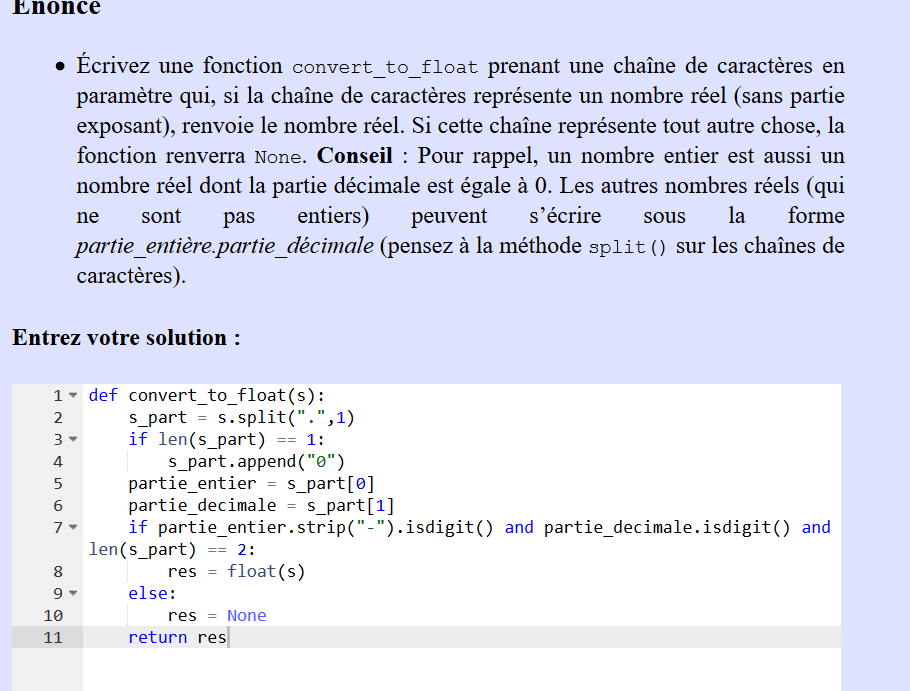 Énoncé
• Écrivez une fonction convert_to_float prenant une chaîne de caractères en
paramètre qui, si la chaîne de caractères représente un nombre réel (sans partie
exposant), renvoie le nombre réel. Si cette chaîne représente tout autre chose, la
fonction renverra None. Conseil : Pour rappel, un nombre entier est aussi un
nombre réel dont la partie décimale est égale à 0. Les autres nombres réels (qui
ne sont pas entiers) peuvent s’écrire sous la forme
partie_entière.partie_décimale (pensez à la méthode split() sur les chaînes de
caractères).
Entrez votre solution :
1 def convert_to_float(s):
2     s_part = s.split(".",1)
3     if len(s_part) == 1:
4         s_part.append("0")
5     partie_entier = s_part[0]
6     partie_decimale = s_part[1]
7     if partie_entier.strip("-").isdigit() and partie_decimale.isdigit() and
len(s_part) == 2:
8         res = float(s)
9     else:
10         res = None
11     return res